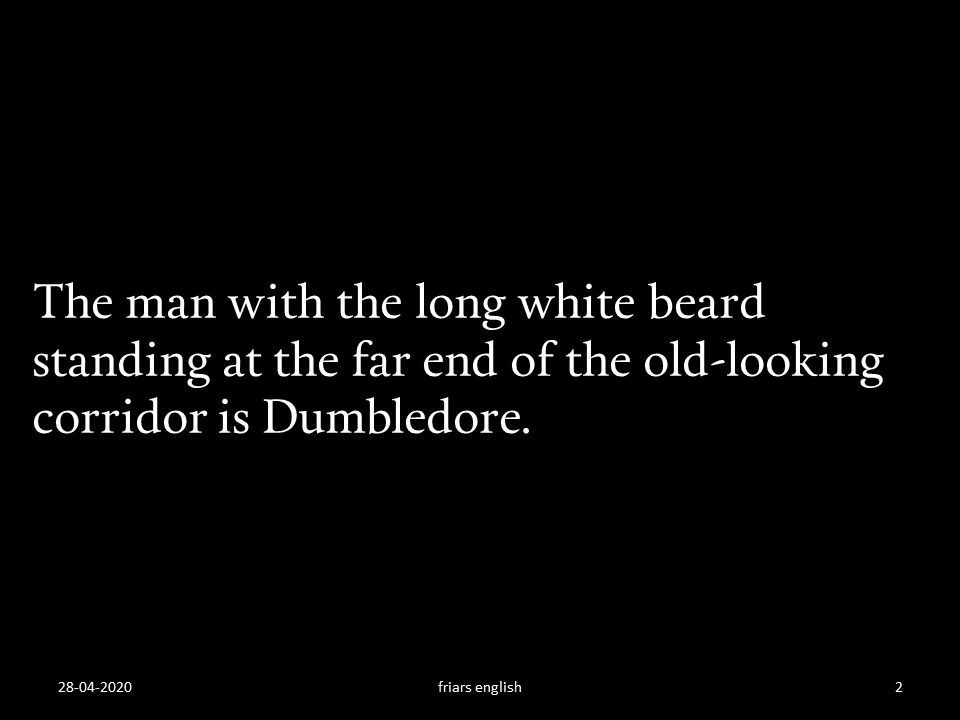 The man with the long white beard
standing at the far end of the old-looking
corridor is Dumbledore.
28-04-2020
friars english
2